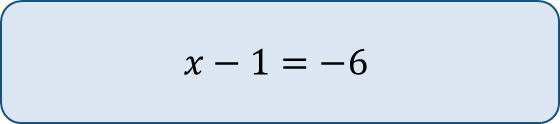 x − 1 = −6